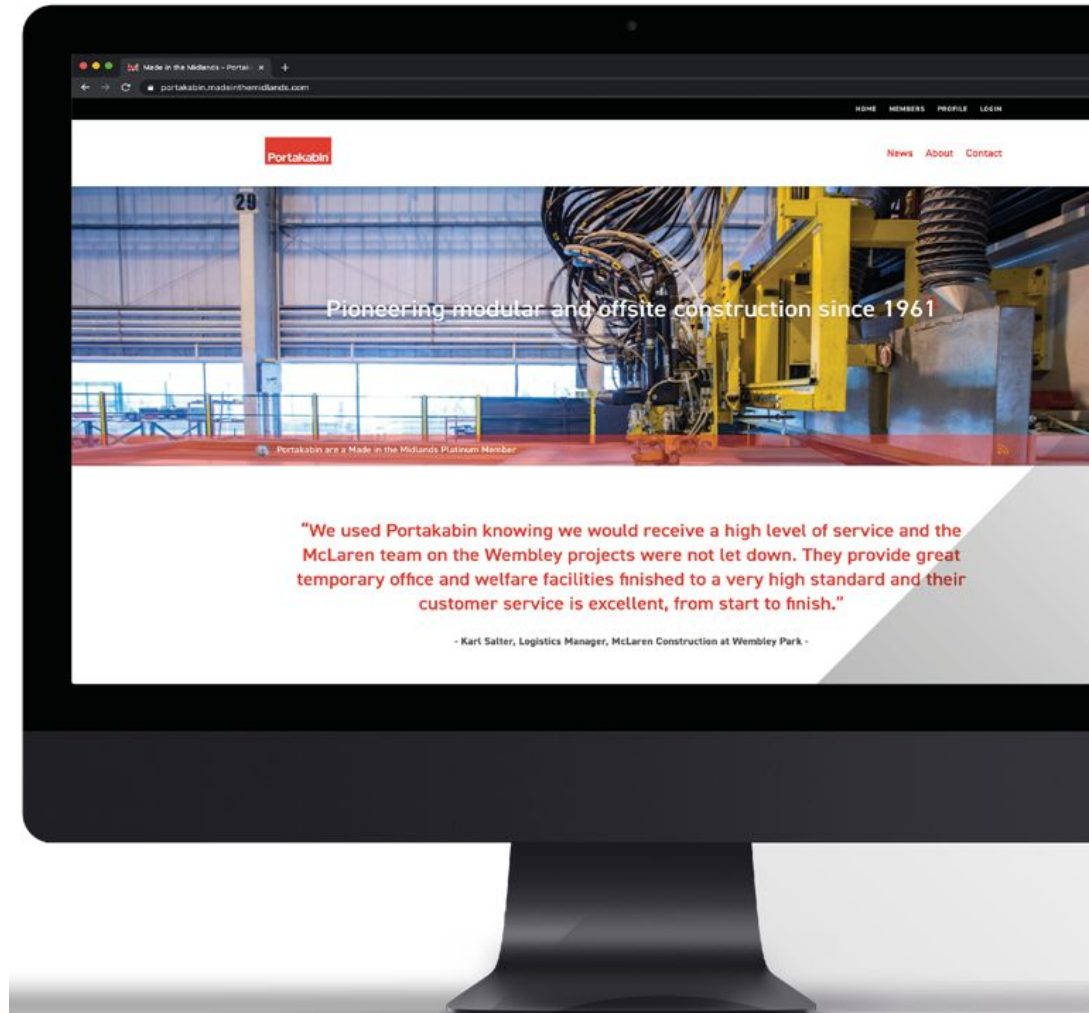 Made in the Midlands - Portak
portakabin.madeinthemidlands.com
HOME MEMBERS PROFILE LOGIN
Portakabin
News About Contact
29
Pioneering modular and offsite construction since 1961
Portakabin are a Made in the Midlands Platinum Member
"We used Portakabin knowing we would receive a high level of service and the
McLaren team on the Wembley projects were not let down. They provide great
temporary office and welfare facilities finished to a very high standard and their
customer service is excellent, from start to finish."
- Karl Salter, Logistics Manager, McLaren Construction at Wembley Park -